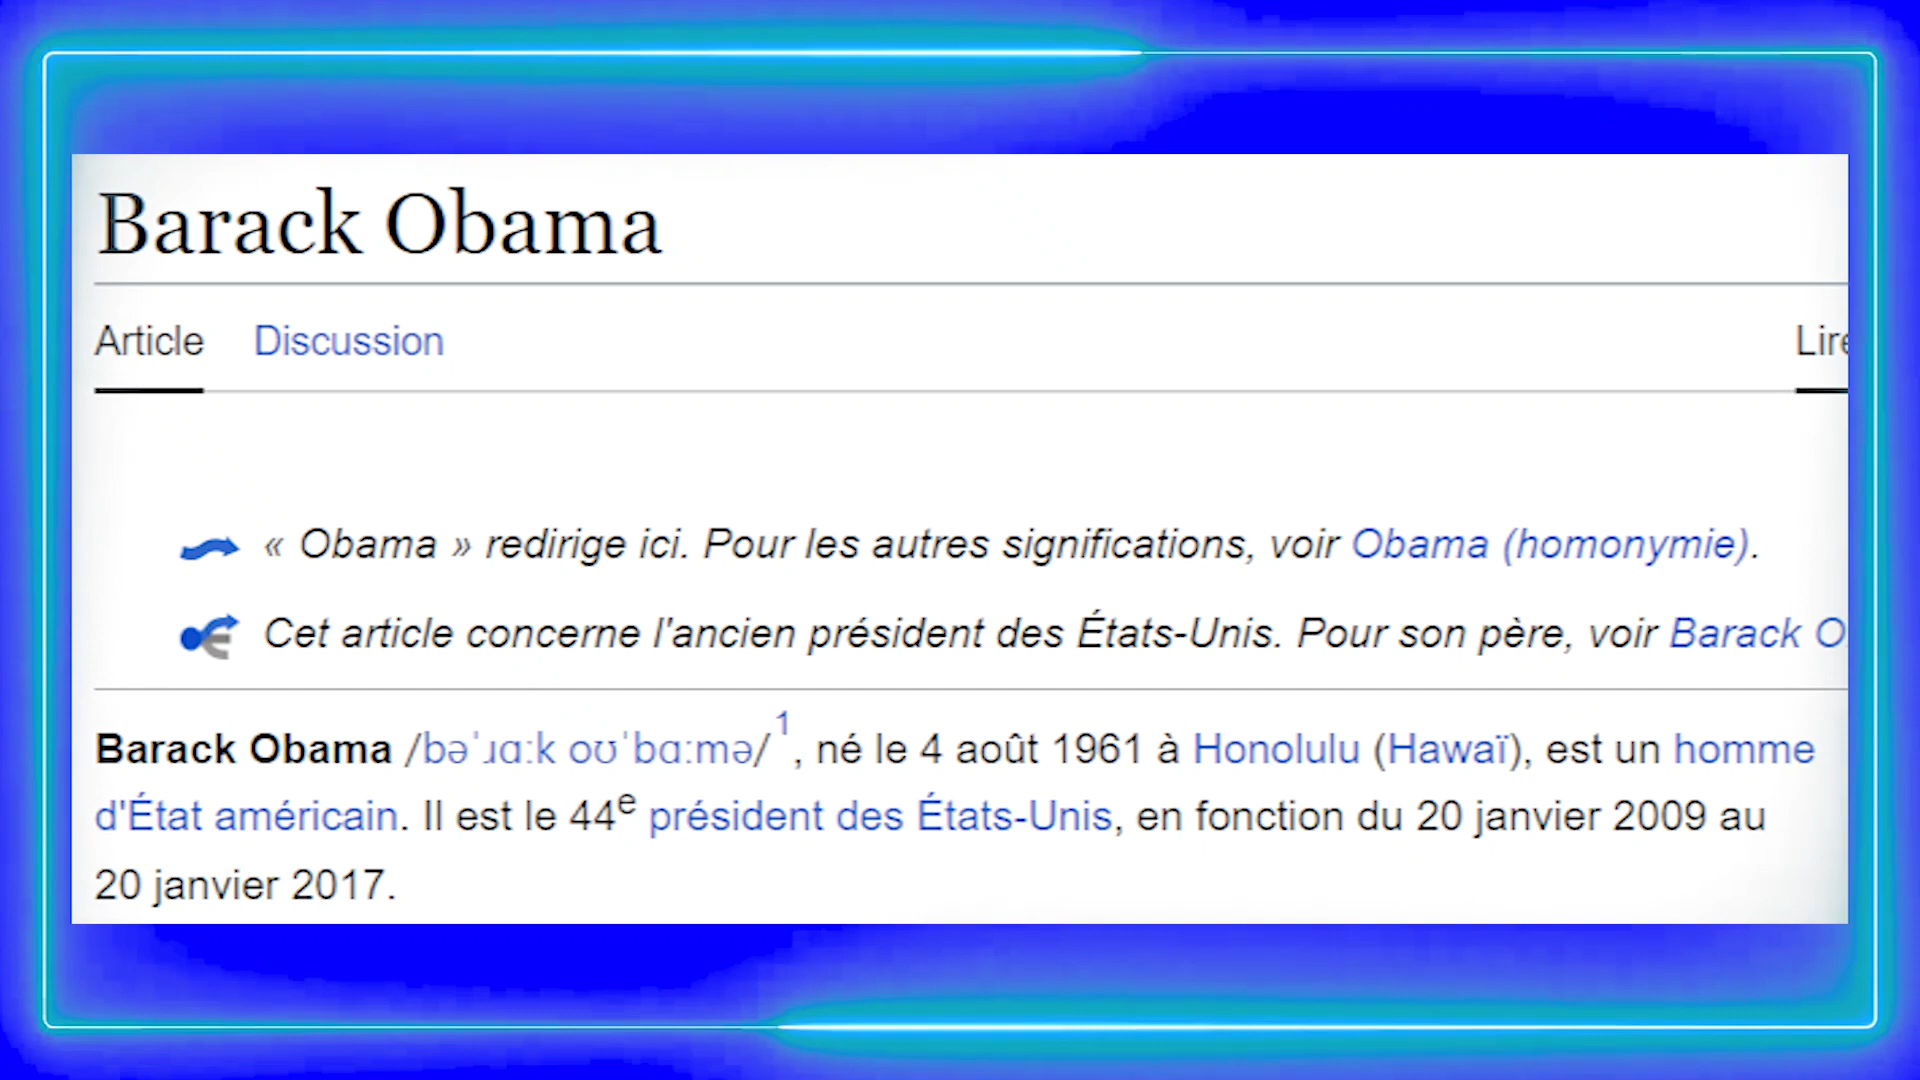 Barack Obama
Article Discussion Lire
« Obama » redirige ici. Pour les autres significations, voir Obama (homonymie).
Cet article concerne l'ancien président des États-Unis. Pour son père, voir Barack O
Barack Obama /bəˈɹɑːk oʊˈbɑːmə/¹, né le 4 août 1961 à Honolulu (Hawaï), est un homme
d'État américain. Il est le 44ᵉ président des États-Unis, en fonction du 20 janvier 2009 au
20 janvier 2017.